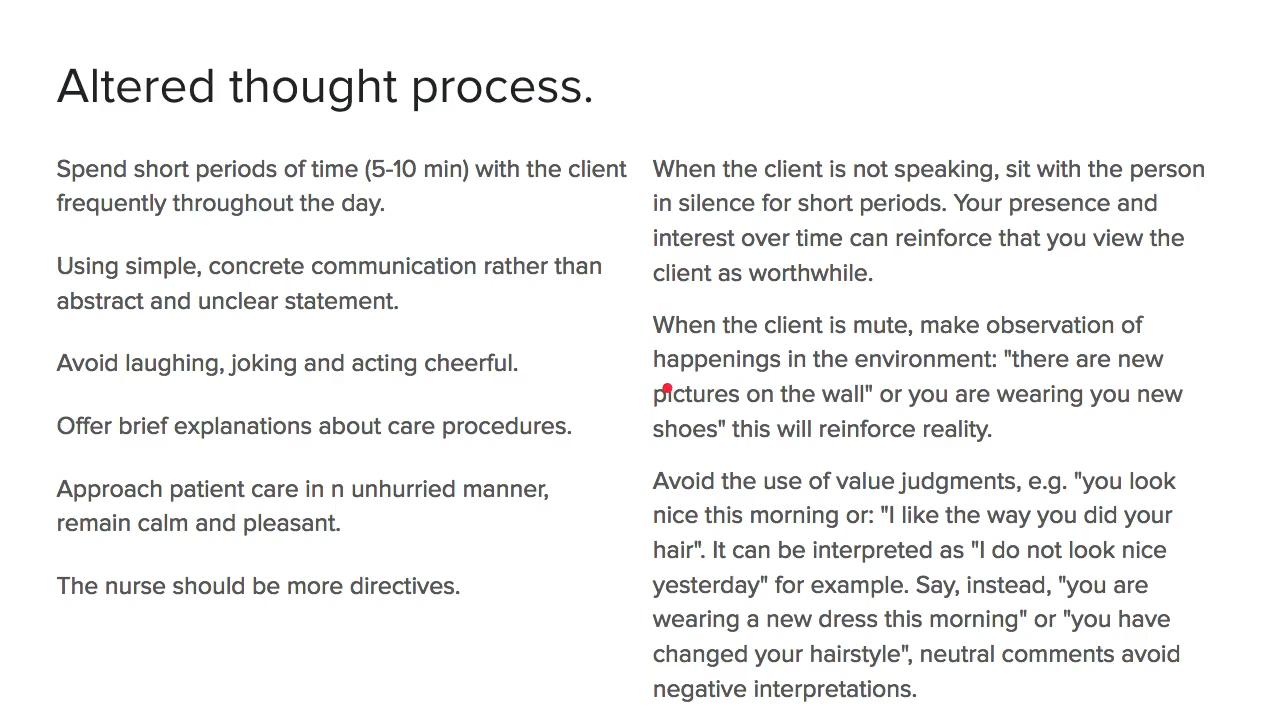 Altered thought process.
Spend short periods of time (5-10 min) with the client
frequently throughout the day.
Using simple, concrete communication rather than
abstract and unclear statement.
Avoid laughing, joking and acting cheerful.
Offer brief explanations about care procedures.
Approach patient care in n unhurried manner,
remain calm and pleasant.
The nurse should be more directives.
When the client is not speaking, sit with the person
in silence for short periods. Your presence and
interest over time can reinforce that you view the
client as worthwhile.
When the client is mute, make observation of
happenings in the environment: "there are new
pictures on the wall" or you are wearing you new
shoes" this will reinforce reality.
Avoid the use of value judgments, e.g. "you look
nice this morning or: "I like the way you did your
hair". It can be interpreted as "I do not look nice
yesterday" for example. Say, instead, "you are
wearing a new dress this morning" or "you have
changed your hairstyle", neutral comments avoid
negative interpretations.